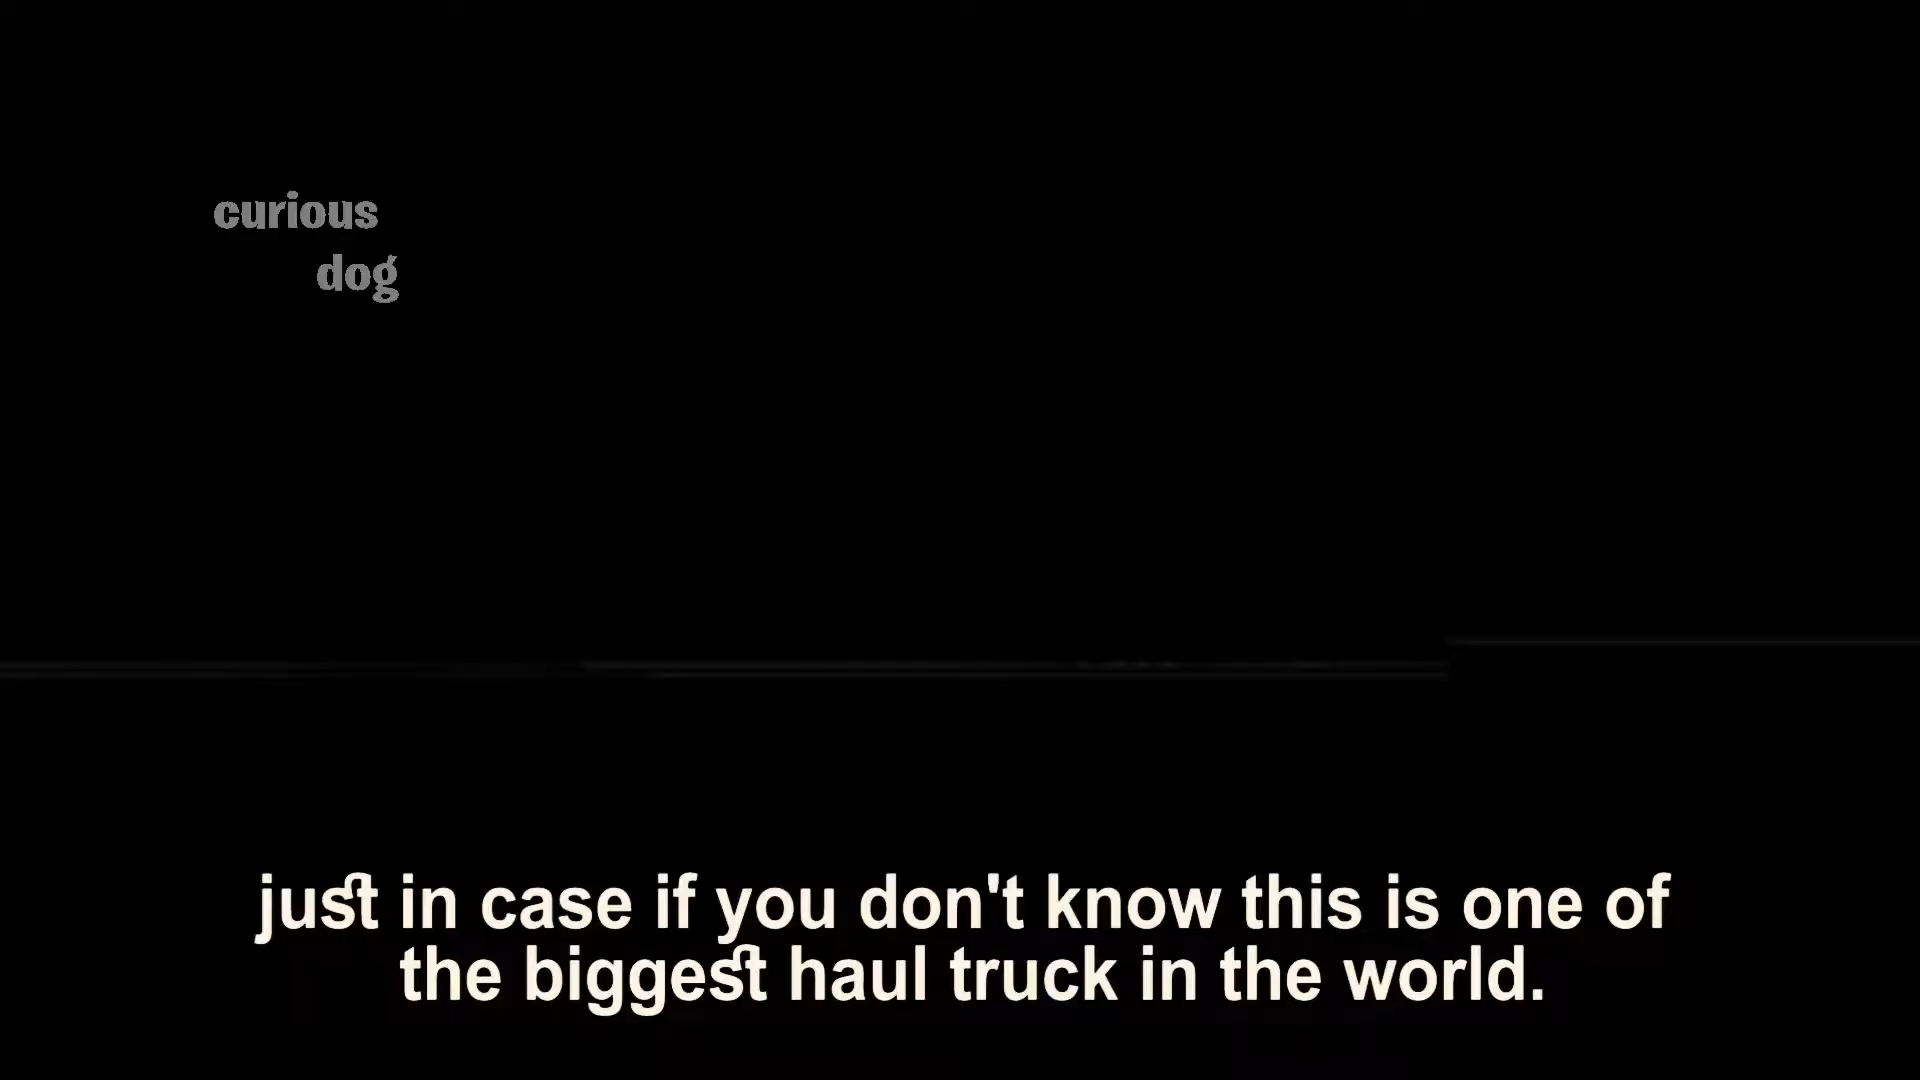 curious
dog
just in case if you don't know this is one of
the biggest haul truck in the world.